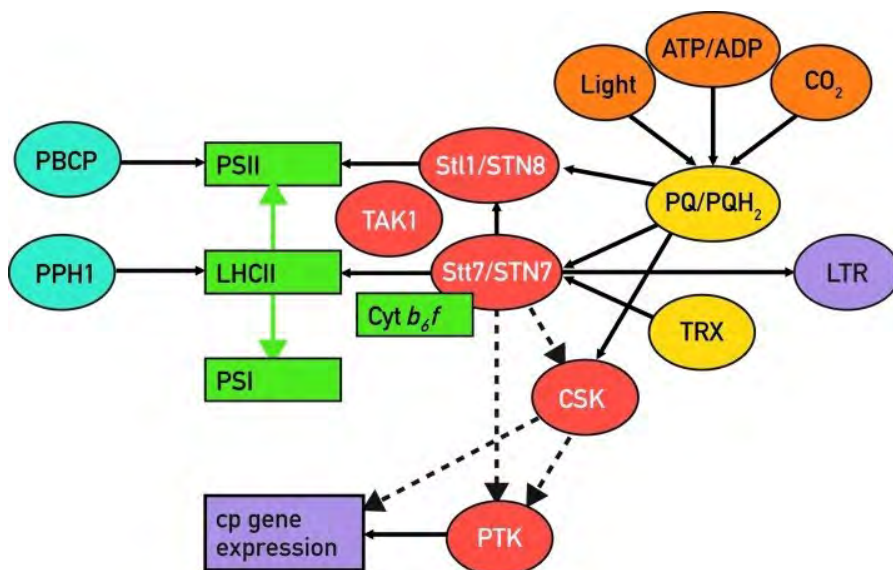 ATP/ADP
Light
CO₂
PBCP
PSII
Stl1/STN8
TAK1
PQ/PQH₂
PPH1
LHCII
Stt7/STN7
LTR
Cyt b₆f
TRX
PSI
CSK
cp gene
expression
PTK